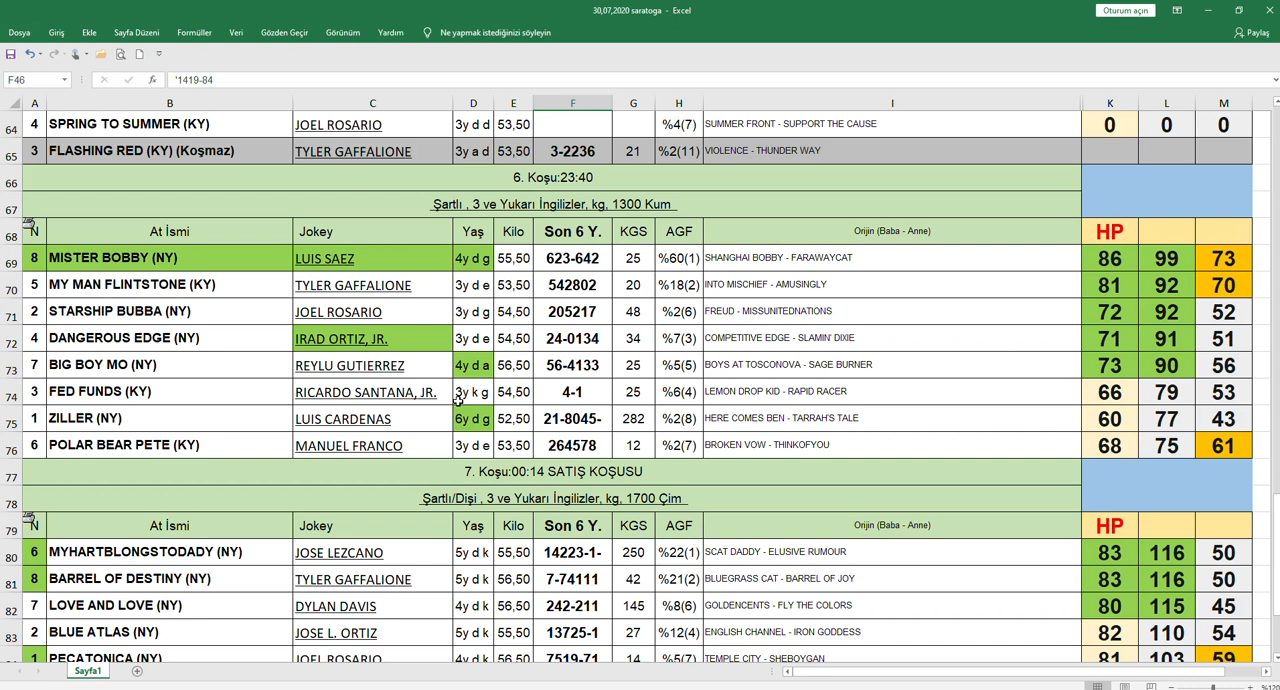 30,07,2020 saratoga - Excel
Oturum açın
Dosya Giriş Ekle Sayfa Düzeni Formüller Veri Gözden Geçir Görünüm Yardım Ne yapmak istediğinizi söyleyin Paylaş
F46 fx '1419-84
A B C D E F G H I K L M
64 4 SPRING TO SUMMER (KY) JOEL ROSARIO 3y d d 53,50 %4(7) SUMMER FRONT - SUPPORT THE CAUSE 0 0 0
65 3 FLASHING RED (KY) (Koşmaz) TYLER GAFFALIONE 3y a d 53,50 3-2236 21 %2(11) VIOLENCE - THUNDER WAY
66 6. Koşu:23:40
67 Şartlı , 3 ve Yukarı İngilizler, kg, 1300 Kum
68 N At İsmi Jokey Yaş Kilo Son 6 Y. KGS AGF Orijin (Baba - Anne) HP
69 8 MISTER BOBBY (NY) LUIS SAEZ 4y d g 55,50 623-642 25 %60(1) SHANGHAI BOBBY - FARAWAYCAT 86 99 73
70 5 MY MAN FLINTSTONE (KY) TYLER GAFFALIONE 3y d e 53,50 542802 20 %18(2) INTO MISCHIEF - AMUSINGLY 81 92 70
71 2 STARSHIP BUBBA (NY) JOEL ROSARIO 3y d g 54,50 205217 48 %2(6) FREUD - MISSUNITEDNATIONS 72 92 52
72 4 DANGEROUS EDGE (NY) IRAD ORTIZ, JR. 3y d e 54,50 24-0134 34 %7(3) COMPETITIVE EDGE - SLAMIN' DIXIE 71 91 51
73 7 BIG BOY MO (NY) REYLU GUTIERREZ 4y d a 56,50 56-4133 25 %5(5) BOYS AT TOSCONOVA - SAGE BURNER 73 90 56
74 3 FED FUNDS (KY) RICARDO SANTANA, JR. 3y k g 54,50 4-1 25 %6(4) LEMON DROP KID - RAPID RACER 66 79 53
75 1 ZILLER (NY) LUIS CARDENAS 6y d g 52,50 21-8045- 282 %2(8) HERE COMES BEN - TARRAH'S TALE 60 77 43
76 6 POLAR BEAR PETE (KY) MANUEL FRANCO 3y d e 53,50 264578 12 %2(7) BROKEN VOW - THINKOFYOU 68 75 61
77 7. Koşu:00:14 SATIŞ KOŞUSU
78 Şartlı/Dişi , 3 ve Yukarı İngilizler, kg, 1700 Çim
79 N At İsmi Jokey Yaş Kilo Son 6 Y. KGS AGF Orijin (Baba - Anne) HP
80 6 MYHARTBLONGSTODADY (NY) JOSE LEZCANO 5y d k 55,50 14223-1- 250 %22(1) SCAT DADDY - ELUSIVE RUMOUR 83 116 50
81 8 BARREL OF DESTINY (NY) TYLER GAFFALIONE 5y d k 56,50 7-74111 42 %21(2) BLUEGRASS CAT - BARREL OF JOY 83 116 50
82 7 LOVE AND LOVE (NY) DYLAN DAVIS 4y d k 56,50 242-211 145 %8(6) GOLDENCENTS - FLY THE COLORS 80 115 45
83 2 BLUE ATLAS (NY) JOSE L. ORTIZ 5y d k 55,50 13725-1 27 %12(4) ENGLISH CHANNEL - IRON GODDESS 82 110 54
1 PECATONICA (NY) JOEL ROSARIO 4y d k 56,50 7519-71 14 %5(7) TEMPLE CITY - SHEBOYGAN 81 103 59
Sayfa1
%120